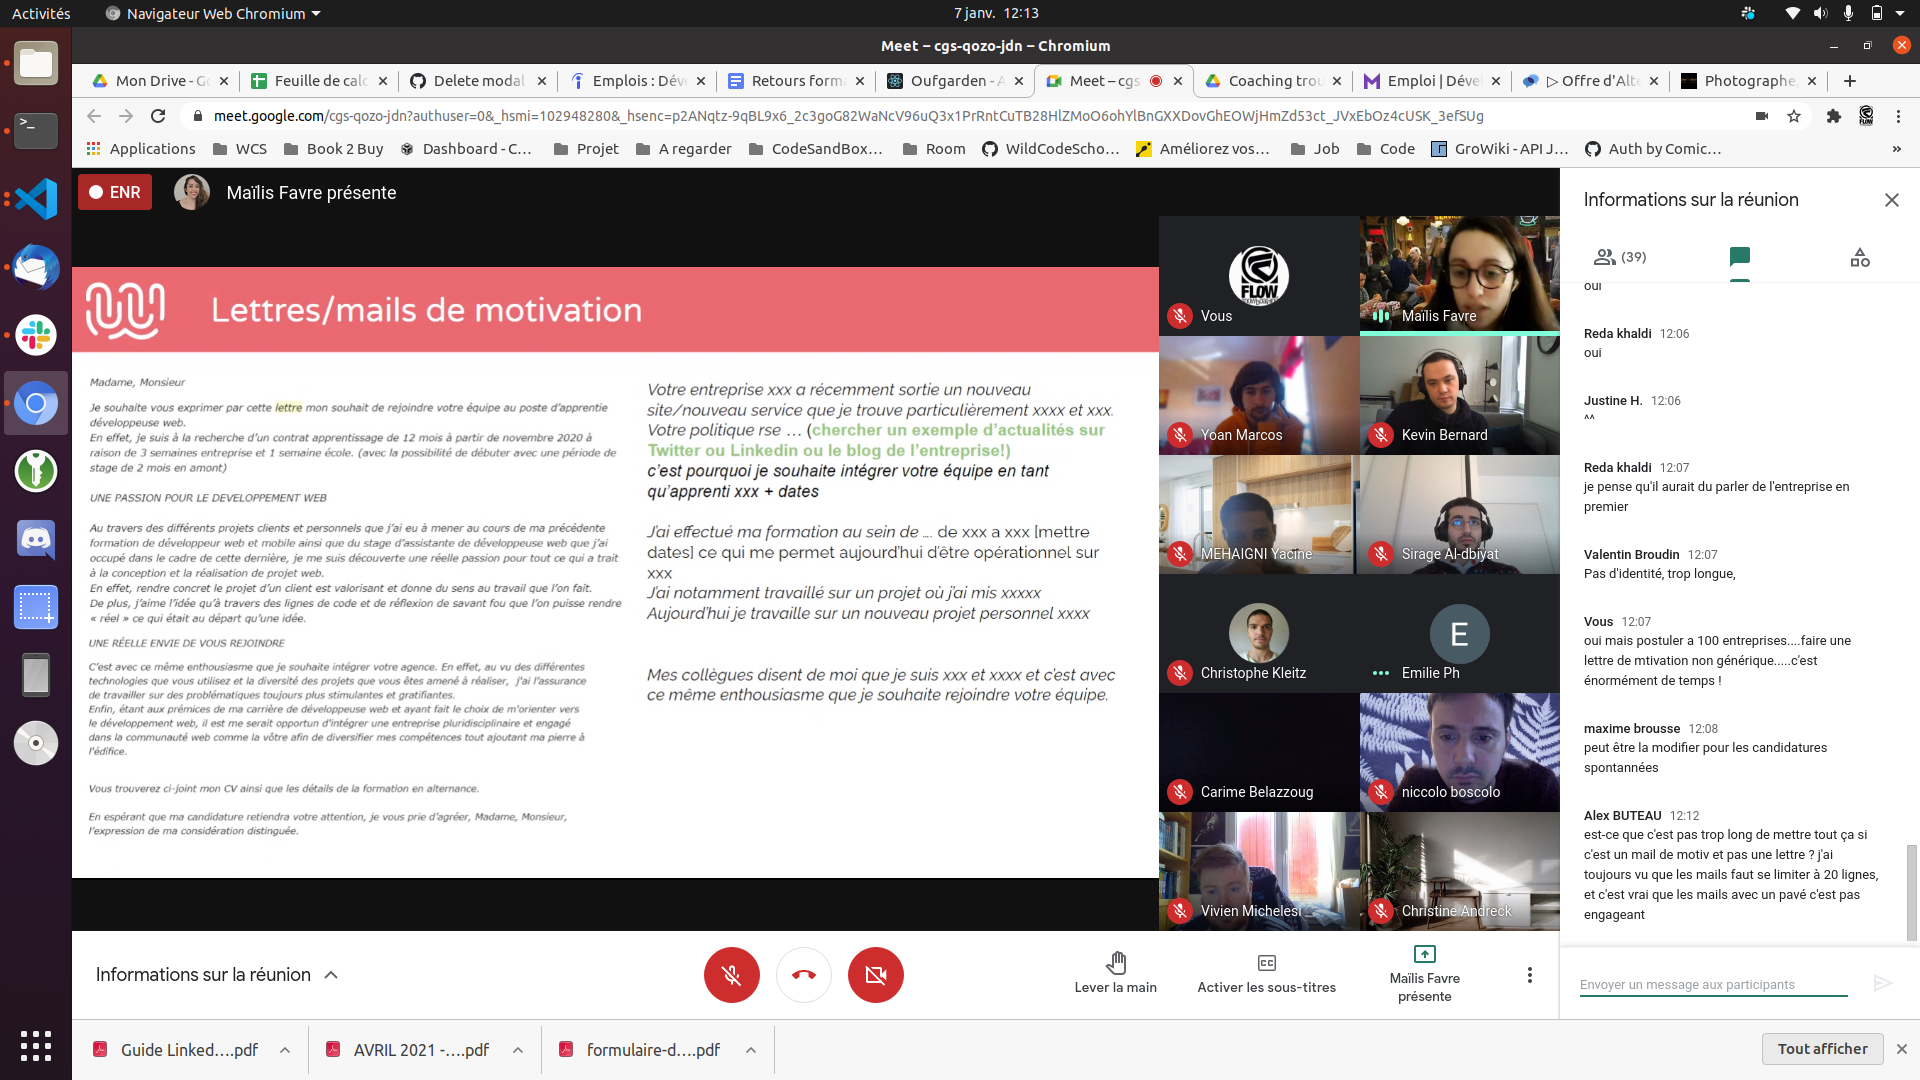 Activités
Navigateur Web Chromium
7 janv. 12:13
Meet – cgs-qozo-jdn – Chromium
Mon Drive - G
Feuille de calc
Delete modal
Emplois : Dév
Retours form
Oufgarden - A
Meet – cgs
Coaching trou
Emploi | Déve
▷ Offre d'Alte
Photographe,
meet.google.com/cgs-qozo-jdn?authuser=0&_hsmi=102948280&_hsenc=p2ANqtz-9qBL9x6_2c3goG82WaNcV96uQ3x1PrRntCuTB28HlZMoO6ohYlBnGXXDovGhEOWjHmZd53ct_JVxEbOz4cUSK_3efSUg
Applications
WCS
Book 2 Buy
Dashboard - C…
Projet
A regarder
CodeSandBox…
Room
WildCodeScho…
Améliorez vos…
Job
Code
GroWiki - API J…
Auth by Comic…
»
ENR
Maïlis Favre présente
Lettres/mails de motivation
Madame, Monsieur
Je souhaite vous exprimer par cette lettre mon souhait de rejoindre votre équipe au poste d'apprentie
développeuse web.
En effet, je suis à la recherche d'un contrat apprentissage de 12 mois à partir de novembre 2020 à
raison de 3 semaines entreprise et 1 semaine école. (avec la possibilité de débuter avec une période de
stage de 2 mois en amont)
UNE PASSION POUR LE DEVELOPPEMENT WEB
Au travers des différents projets clients et personnels que j'ai eu à mener au cours de ma précédente
formation de développeur web et mobile ainsi que du stage d'assistante de développeuse web que j'ai
occupé dans le cadre de cette dernière, je me suis découverte une réelle passion pour tout ce qui a trait
à la conception et la réalisation de projet web.
En effet, rendre concret le projet d'un client est valorisant et donne du sens au travail que l'on fait.
De plus, j'aime l'idée qu'à travers des lignes de code et de réflexion de savant fou que l'on puisse rendre
« réel » ce qui était au départ qu'une idée.
UNE RÉELLE ENVIE DE VOUS REJOINDRE
C'est avec ce même enthousiasme que je souhaite intégrer votre agence. En effet, au vu des différentes
technologies que vous utilisez et la diversité des projets que vous êtes amené à réaliser, j'ai l'assurance
de travailler sur des problématiques toujours plus stimulantes et gratifiantes.
Enfin, étant aux prémices de ma carrière de développeuse web et ayant fait le choix de m'orienter vers
le développement web, il est me serait opportun d'intégrer une entreprise pluridisciplinaire et engagé
dans la communauté web comme la vôtre afin de diversifier mes compétences tout ajoutant ma pierre à
l'édifice.
Vous trouverez ci-joint mon CV ainsi que les détails de la formation en alternance.
En espérant que ma candidature retiendra votre attention, je vous prie d'agréer, Madame, Monsieur,
l'expression de ma considération distinguée.
Votre entreprise xxx a récemment sortie un nouveau
site/nouveau service que je trouve particulièrement xxxx et xxx.
Votre politique rse … (chercher un exemple d'actualités sur
Twitter ou Linkedin ou le blog de l'entreprise!)
c'est pourquoi je souhaite intégrer votre équipe en tant
qu'apprenti xxx + dates
J'ai effectué ma formation au sein de …. de xxx a xxx [mettre
dates] ce qui me permet aujourd'hui d'être opérationnel sur
xxx
J'ai notamment travaillé sur un projet où j'ai mis xxxxx
Aujourd'hui je travaille sur un nouveau projet personnel xxxx
Mes collègues disent de moi que je suis xxx et xxxx et c'est avec
ce même enthousiasme que je souhaite rejoindre votre équipe.
FLOW
Vous
Maïlis Favre
Yoan Marcos
Kevin Bernard
MEHAIGNI Yacine
Sirage Al-dbiyat
Christophe Kleitz
E
Emilie Ph
Carime Belazzoug
niccolo boscolo
Vivien Michelesi
Christine Andreck
Informations sur la réunion
(39)
oui
Reda khaldi 12:06
oui
Justine H. 12:06
^^
Reda khaldi 12:07
je pense qu'il aurait du parler de l'entreprise en
premier
Valentin Broudin 12:07
Pas d'identité, trop longue,
Vous 12:07
oui mais postuler a 100 entreprises....faire une
lettre de mtivation non générique.....c'est
énormément de temps !
maxime brousse 12:08
peut être la modifier pour les candidatures
spontannées
Alex BUTEAU 12:12
est-ce que c'est pas trop long de mettre tout ça si
c'est un mail de motiv et pas une lettre ? j'ai
toujours vu que les mails faut se limiter à 20 lignes,
et c'est vrai que les mails avec un pavé c'est pas
engageant
Envoyer un message aux participants
Informations sur la réunion
Lever la main
Activer les sous-titres
Maïlis Favre
présente
Guide Linked….pdf
AVRIL 2021 -….pdf
formulaire-d….pdf
Tout afficher